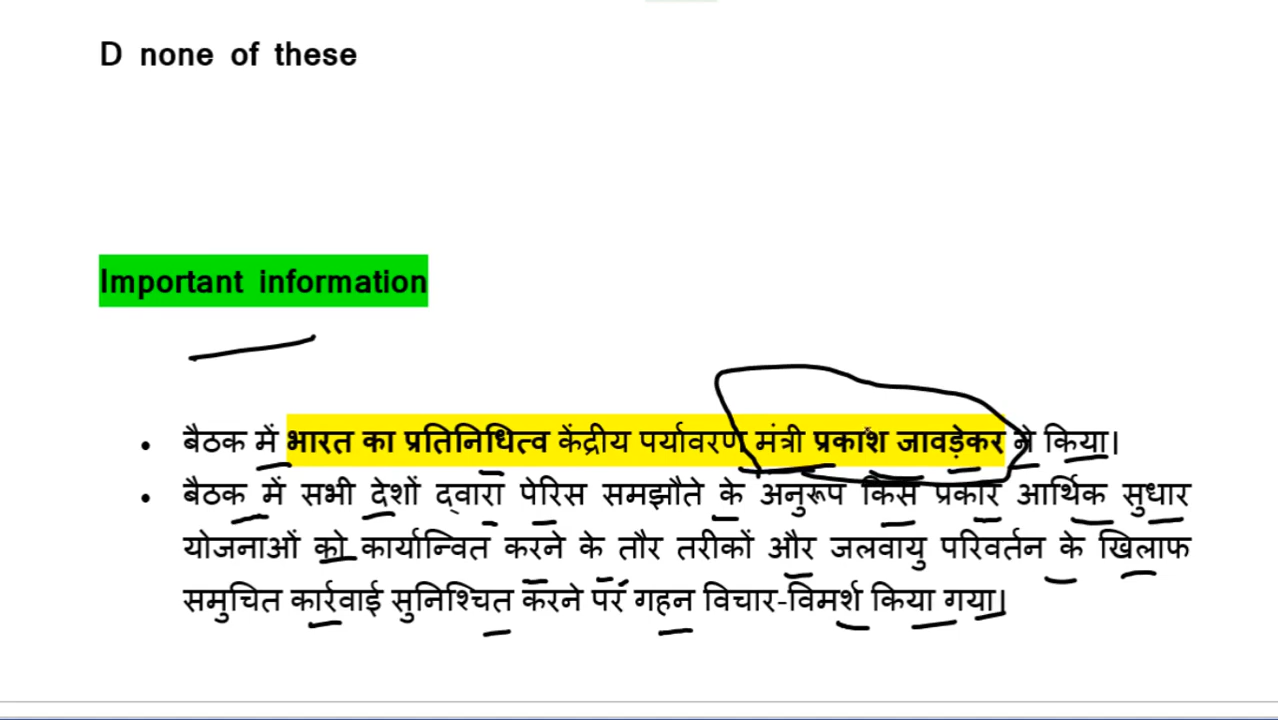 D none of these
Important information
• बैठक में भारत का प्रतिनिधित्व केंद्रीय पर्यावरण मंत्री प्रकाश जावड़ेकर ने किया।
• बैठक में सभी देशों द्वारा पेरिस समझौते के अनुरूप किस प्रकार आर्थिक सुधार
योजनाओं को कार्यान्वित करने के तौर तरीकों और जलवायु परिवर्तन के खिलाफ
समुचित कार्रवाई सुनिश्चित करने पर गहन विचार-विमर्श किया गया।